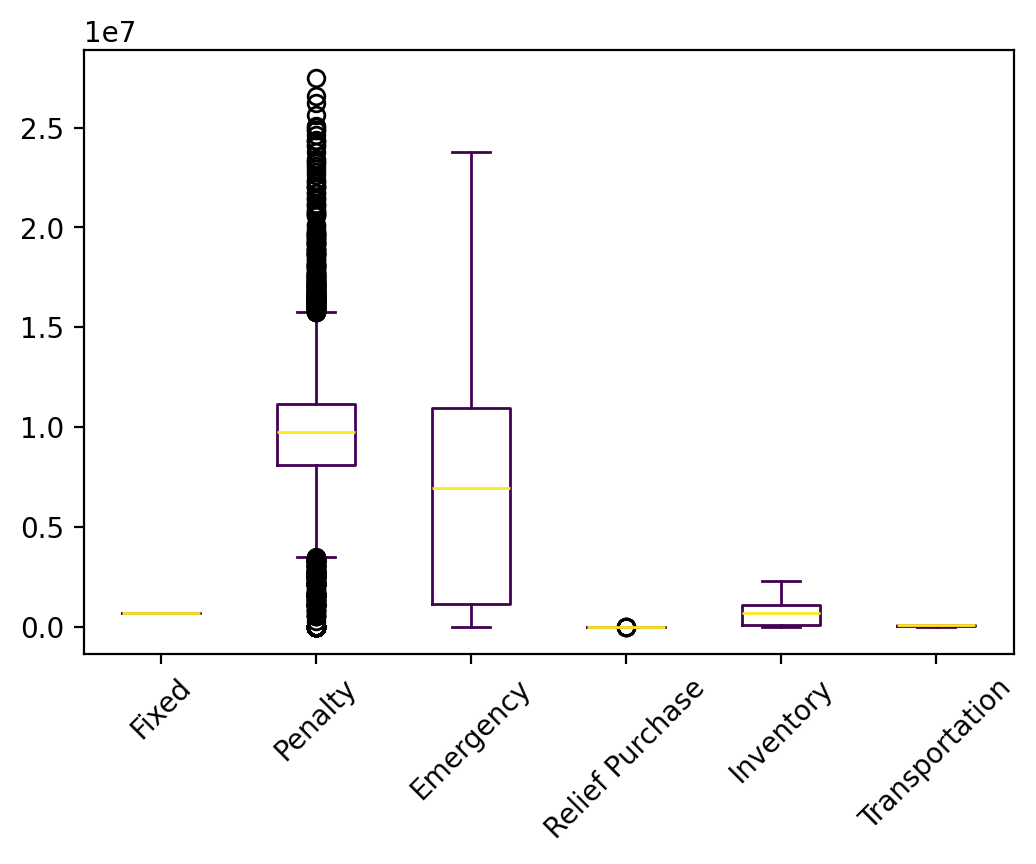 1e7
2.5
2.0
1.5
1.0
0.5
0.0
Fixed
Penalty
Emergency
Relief Purchase
Inventory
Transportation